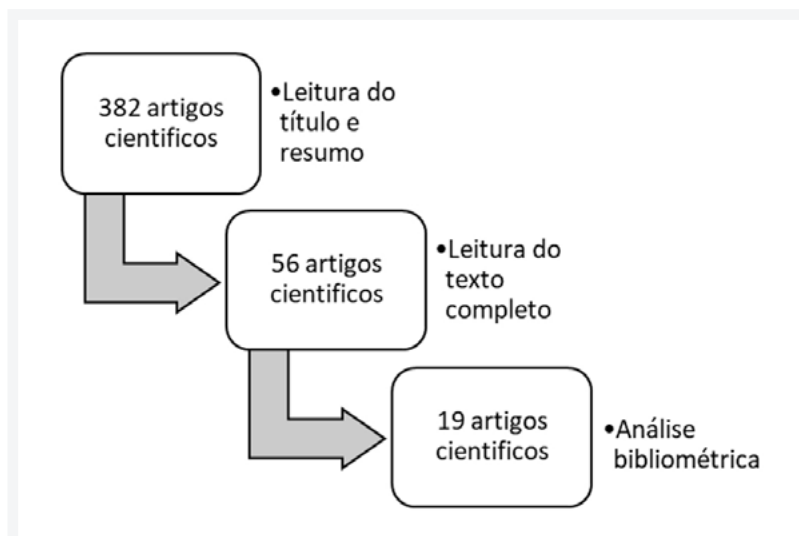 382 artigos
cientificos
•Leitura do
título e
resumo
56 artigos
cientificos
•Leitura do
texto
completo
19 artigos
cientificos
•Análise
bibliométrica